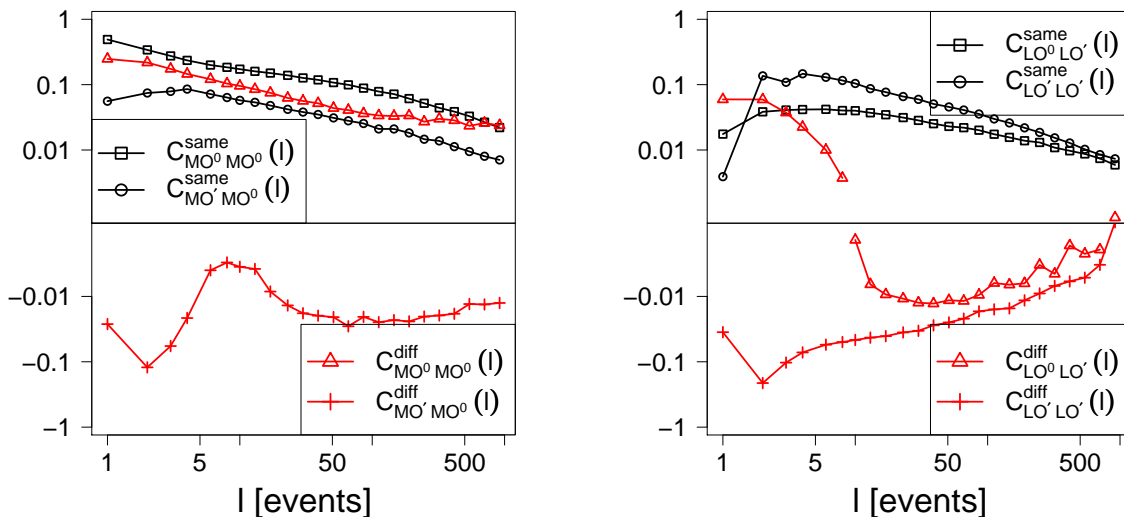 1
0.1
0.01
−0.01
−0.1
−1
C^same_MO⁰ MO⁰ (l)
C^same_MO′ MO⁰ (l)
C^diff_MO⁰ MO⁰ (l)
C^diff_MO′ MO⁰ (l)
1 5 50 500
l [events]
1
0.1
0.01
−0.01
−0.1
−1
C^same_LO⁰ LO′ (l)
C^same_LO′ LO′ (l)
C^diff_LO⁰ LO′ (l)
C^diff_LO′ LO′ (l)
1 5 50 500
l [events]